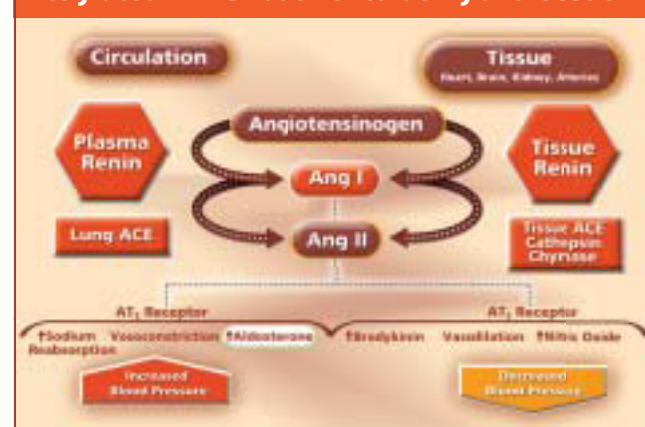 Circulation
Tissue
Heart, Brain, Kidney, Arteries
Angiotensinogen
Plasma
Renin
Tissue
Renin
Ang I
Lung ACE
Ang II
Tissue ACE
Cathepsin
Chymase
AT₁ Receptor
Receptor
↑Sodium
Reabsorption
Vasoconstriction
↑Aldosterone
↑Bradykinin
Vasodilation
↑Nitric Oxide
Increased
Blood Pressure
Decreased
Blood Pressure